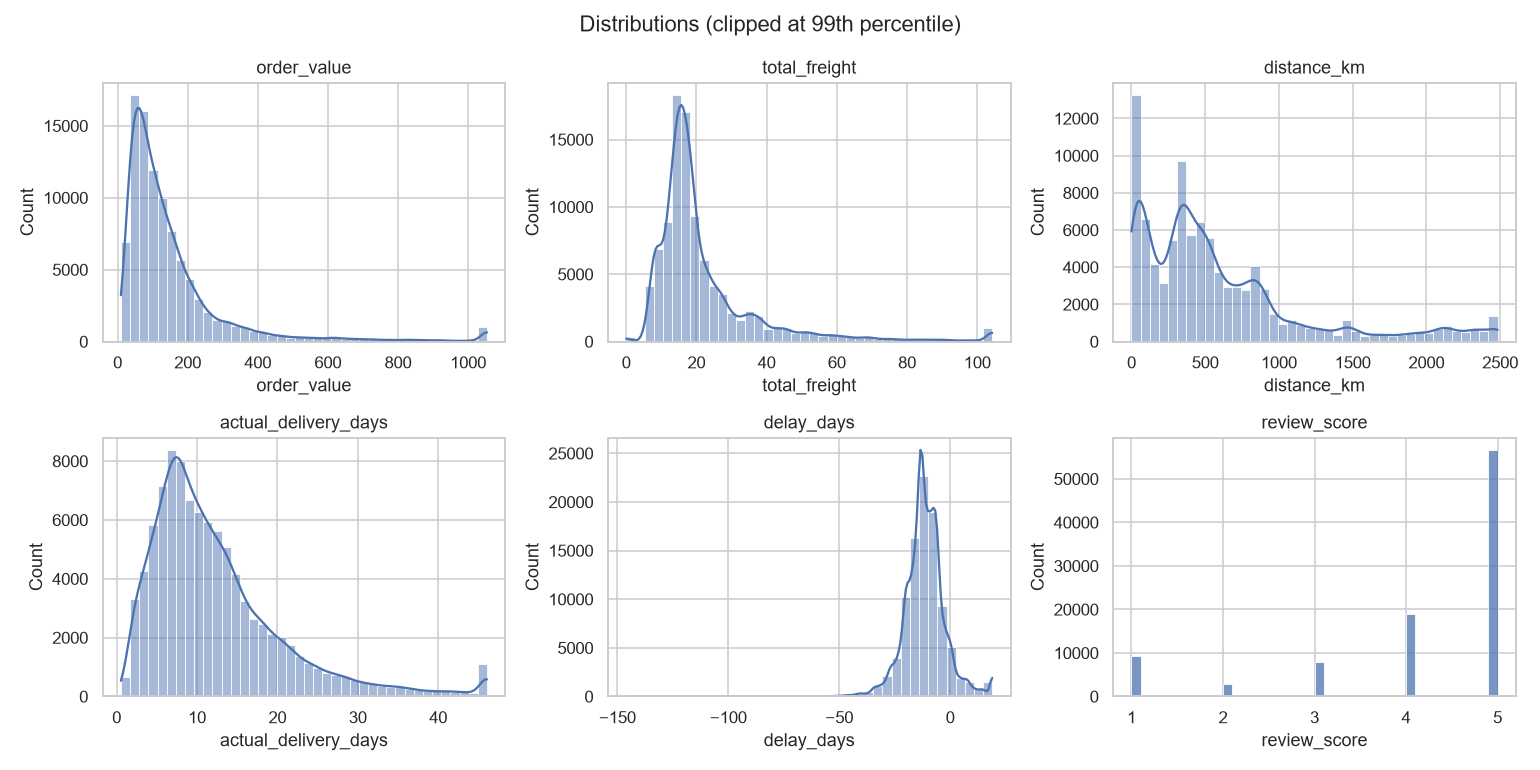 Distributions (clipped at 99th percentile)
order_value
Count
15000
10000
5000
0
0 200 400 600 800 1000
order_value
total_freight
Count
15000
10000
5000
0
0 20 40 60 80 100
total_freight
distance_km
Count
12000
10000
8000
6000
4000
2000
0
0 500 1000 1500 2000 2500
distance_km
actual_delivery_days
Count
8000
6000
4000
2000
0
0 10 20 30 40
actual_delivery_days
delay_days
Count
25000
20000
15000
10000
5000
0
−150 −100 −50 0
delay_days
review_score
Count
50000
40000
30000
20000
10000
0
1 2 3 4 5
review_score